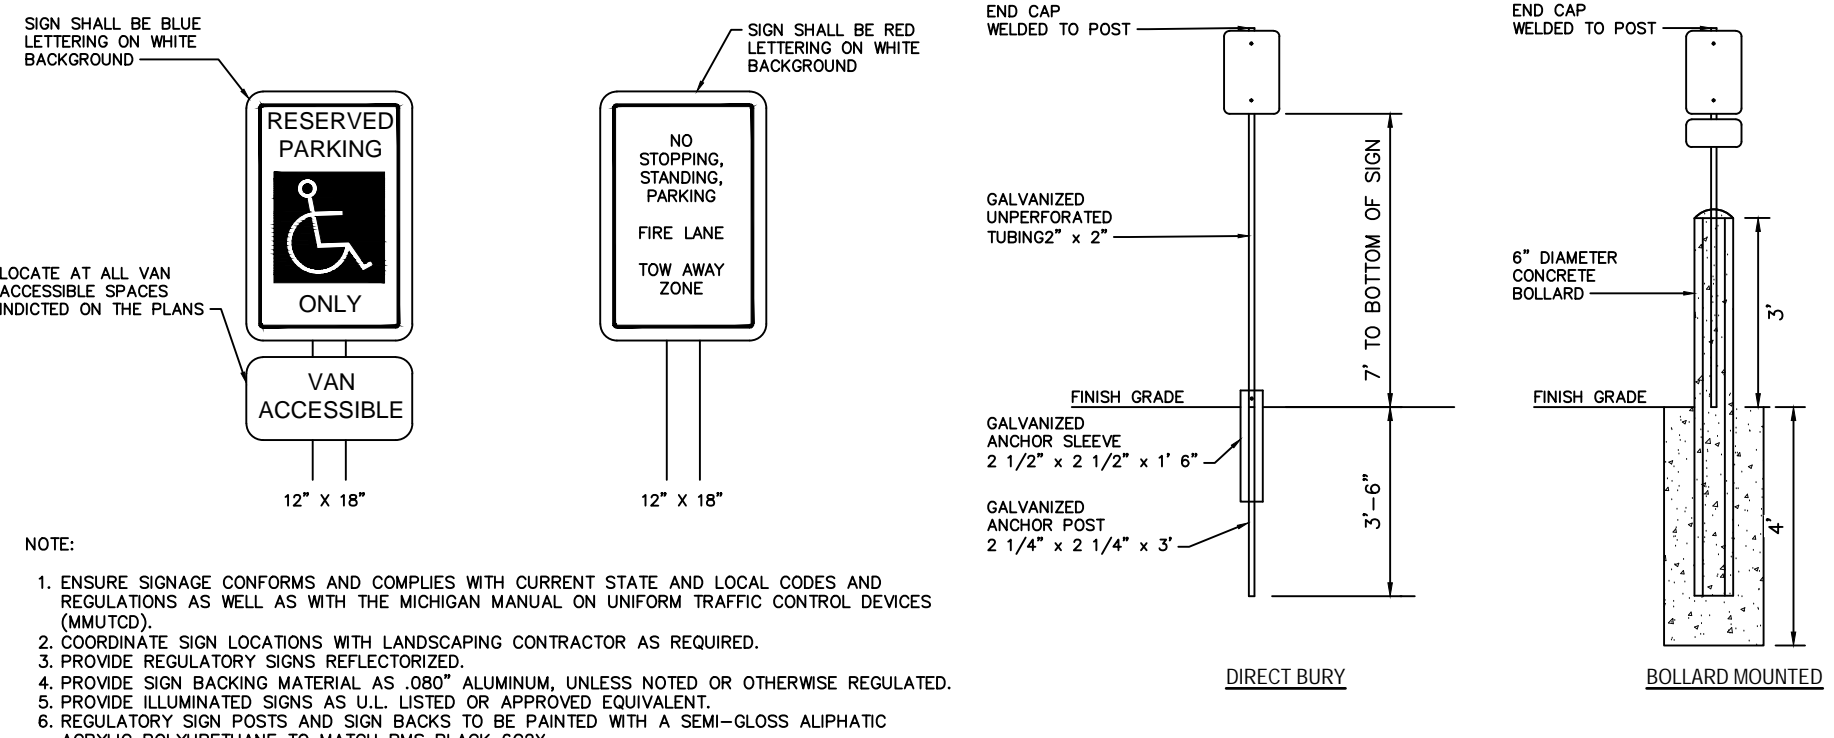 SIGN SHALL BE BLUE
LETTERING ON WHITE
BACKGROUND
RESERVED
PARKING
ONLY
LOCATE AT ALL VAN
ACCESSIBLE SPACES
INDICTED ON THE PLANS
VAN
ACCESSIBLE
12" X 18"
SIGN SHALL BE RED
LETTERING ON WHITE
BACKGROUND
NO
STOPPING,
STANDING,
PARKING
FIRE LANE
TOW AWAY
ZONE
12" X 18"
END CAP
WELDED TO POST
GALVANIZED
UNPERFORATED
TUBING2" x 2"
7' TO BOTTOM OF SIGN
FINISH GRADE
GALVANIZED
ANCHOR SLEEVE
2 1/2" x 2 1/2" x 1' 6"
GALVANIZED
ANCHOR POST
2 1/4" x 2 1/4" x 3'
3'-6"
DIRECT BURY
END CAP
WELDED TO POST
6" DIAMETER
CONCRETE
BOLLARD
3'
FINISH GRADE
4'
BOLLARD MOUNTED
NOTE:
1. ENSURE SIGNAGE CONFORMS AND COMPLIES WITH CURRENT STATE AND LOCAL CODES AND
REGULATIONS AS WELL AS WITH THE MICHIGAN MANUAL ON UNIFORM TRAFFIC CONTROL DEVICES
(MMUTCD).
2. COORDINATE SIGN LOCATIONS WITH LANDSCAPING CONTRACTOR AS REQUIRED.
3. PROVIDE REGULATORY SIGNS REFLECTORIZED.
4. PROVIDE SIGN BACKING MATERIAL AS .080" ALUMINUM, UNLESS NOTED OR OTHERWISE REGULATED.
5. PROVIDE ILLUMINATED SIGNS AS U.L. LISTED OR APPROVED EQUIVALENT.
6. REGULATORY SIGN POSTS AND SIGN BACKS TO BE PAINTED WITH A SEMI-GLOSS ALIPHATIC
ACRYLIC POLYURETHANE TO MATCH PMS BLACK